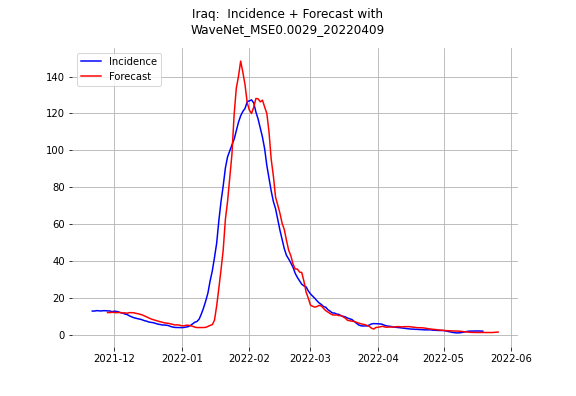 Iraq:  Incidence + Forecast with
WaveNet_MSE0.0029_20220409
Incidence
Forecast
140
120
100
80
60
40
20
0
2021-12 2022-01 2022-02 2022-03 2022-04 2022-05 2022-06